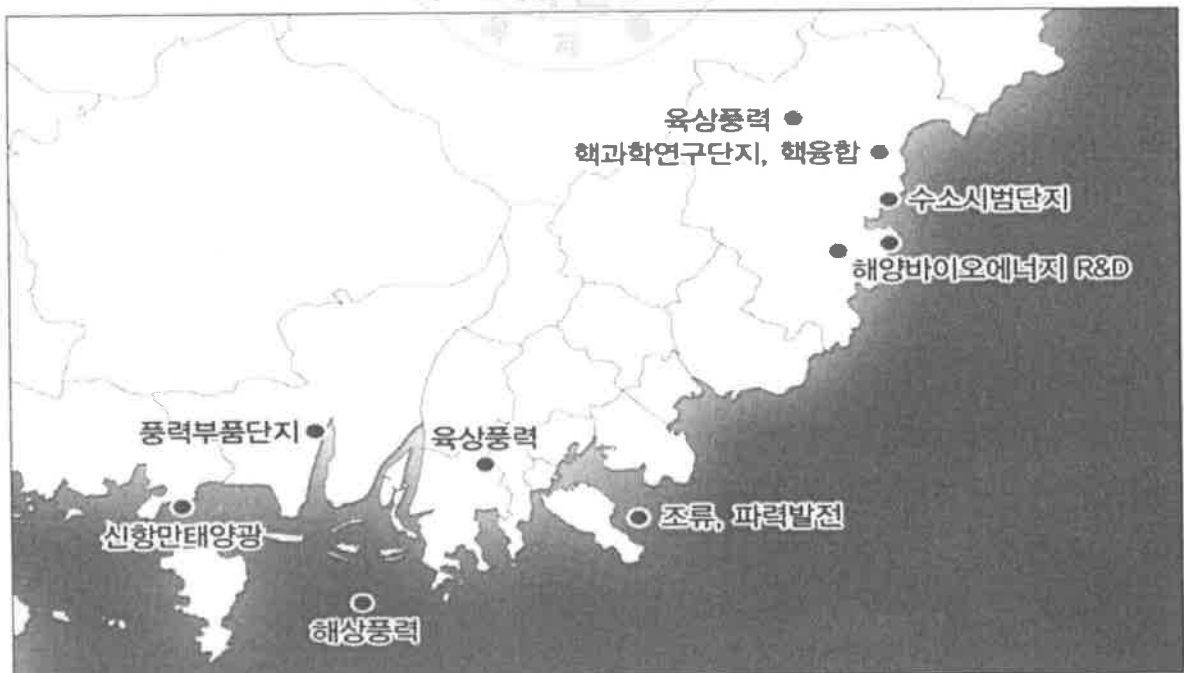 육상풍력
핵과학연구단지, 핵융합
수소시범단지
해양바이오에너지 R&D
풍력부품단지
육상풍력
신항만태양광
조류, 파력발전
해상풍력